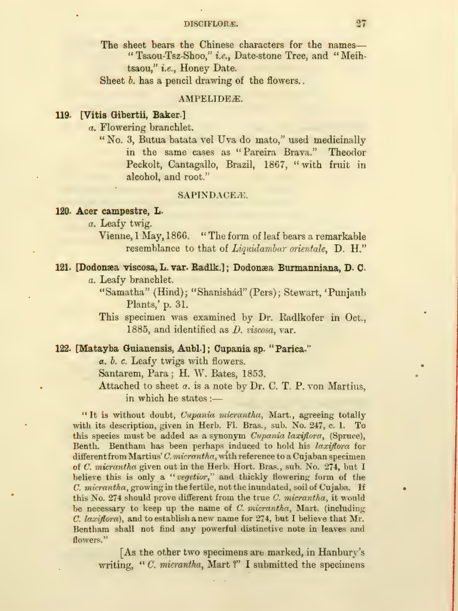 DISCIFLORÆ. 27
The sheet bears the Chinese characters for the names—
"Tsaou-Tsz-Shoo," i.e., Date-stone Tree, and "Meih-
tsaou," i.e., Honey Date.
Sheet b. has a pencil drawing of the flowers..
AMPELIDEÆ.
119. [Vitis Gibertii, Baker.]
a. Flowering branchlet.
"No. 3, Butua batata vel Uva do mato," used medicinally
in the same cases as "Pareira Brava." Theodor
Peckolt, Cantagallo, Brazil, 1867, "with fruit in
alcohol, and root."
SAPINDACEÆ.
120. Acer campestre, L.
a. Leafy twig.
Vienne, 1 May, 1866. "The form of leaf bears a remarkable
resemblance to that of Liquidambar orientale, D. H."
121. [Dodonæa viscosa, L. var. Radlk.]; Dodonæa Burmanniana, D. C.
a. Leafy branchlet.
"Samatha" (Hind); "Shanishád" (Pers); Stewart, 'Punjaub
Plants,' p. 31.
This specimen was examined by Dr. Radlkofer in Oct.,
1885, and identified as D. viscosa, var.
122. [Matayba Guianensis, Aubl.]; Cupania sp. "Parica."
a. b. c. Leafy twigs with flowers.
Santarem, Para; H. W. Bates, 1853.
Attached to sheet a. is a note by Dr. C. T. P. von Martius,
in which he states:—
"It is without doubt, Cupania micrantha, Mart., agreeing totally
with its description, given in Herb. Fl. Bras., sub. No. 247, c. I. To
this species must be added as a synonym Cupania laxiflora, (Spruce),
Benth. Bentham has been perhaps induced to hold his laxiflora for
different from Martius' C. micrantha, with reference to a Cujaban specimen
of C. micrantha given out in the Herb. Hort. Bras., sub. No. 274, but I
believe this is only a "vegetior," and thickly flowering form of the
C. micrantha, growing in the fertile, not the inundated, soil of Cujaba. If
this No. 274 should prove different from the true C. micrantha, it would
be necessary to keep up the name of C. micrantha, Mart. (including
C. laxiflora), and to establish a new name for 274, but I believe that Mr.
Bentham shall not find any powerful distinctive note in leaves and
flowers."
[As the other two specimens are marked, in Hanbury's
writing, "C. micrantha, Mart?" I submitted the specimens